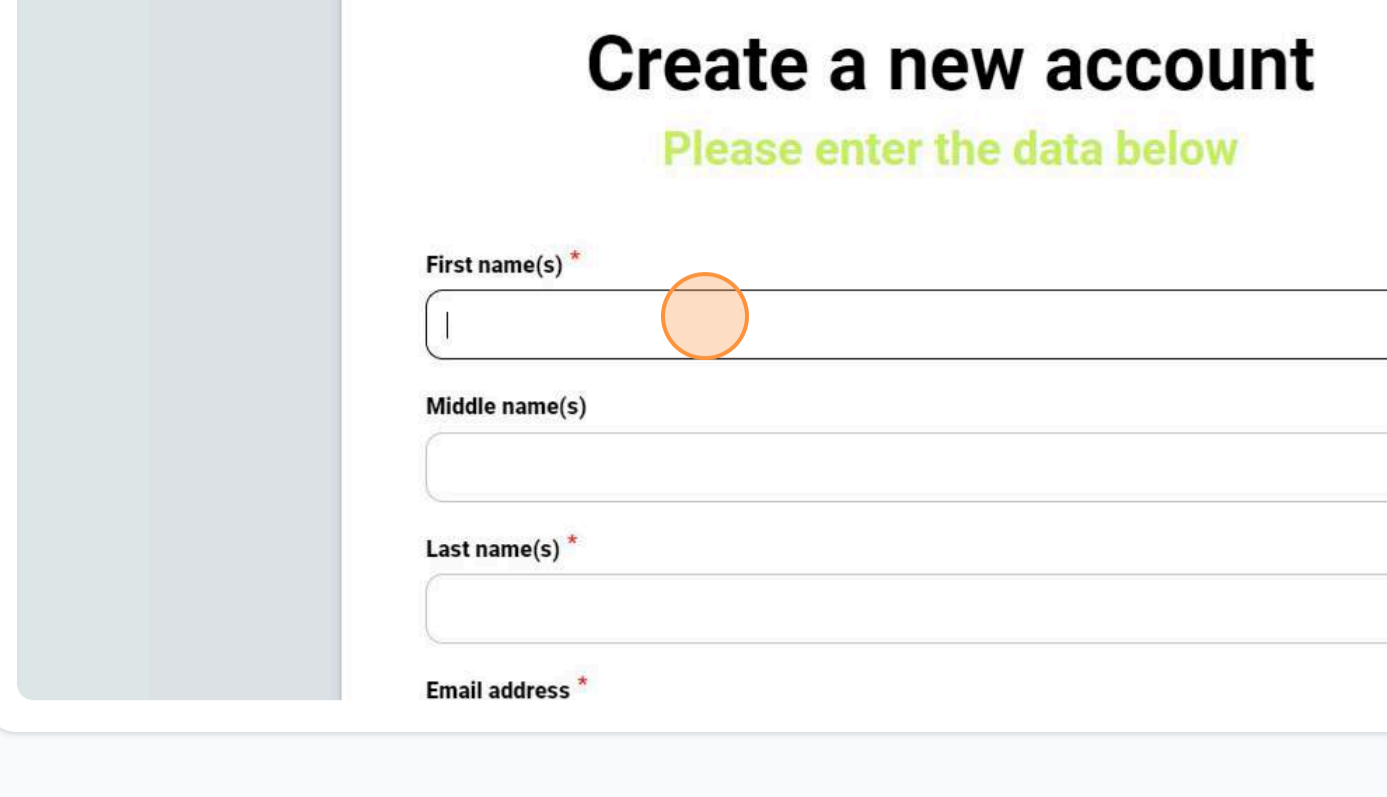 Create a new account
Please enter the data below
First name(s) *
Middle name(s)
Last name(s) *
Email address *